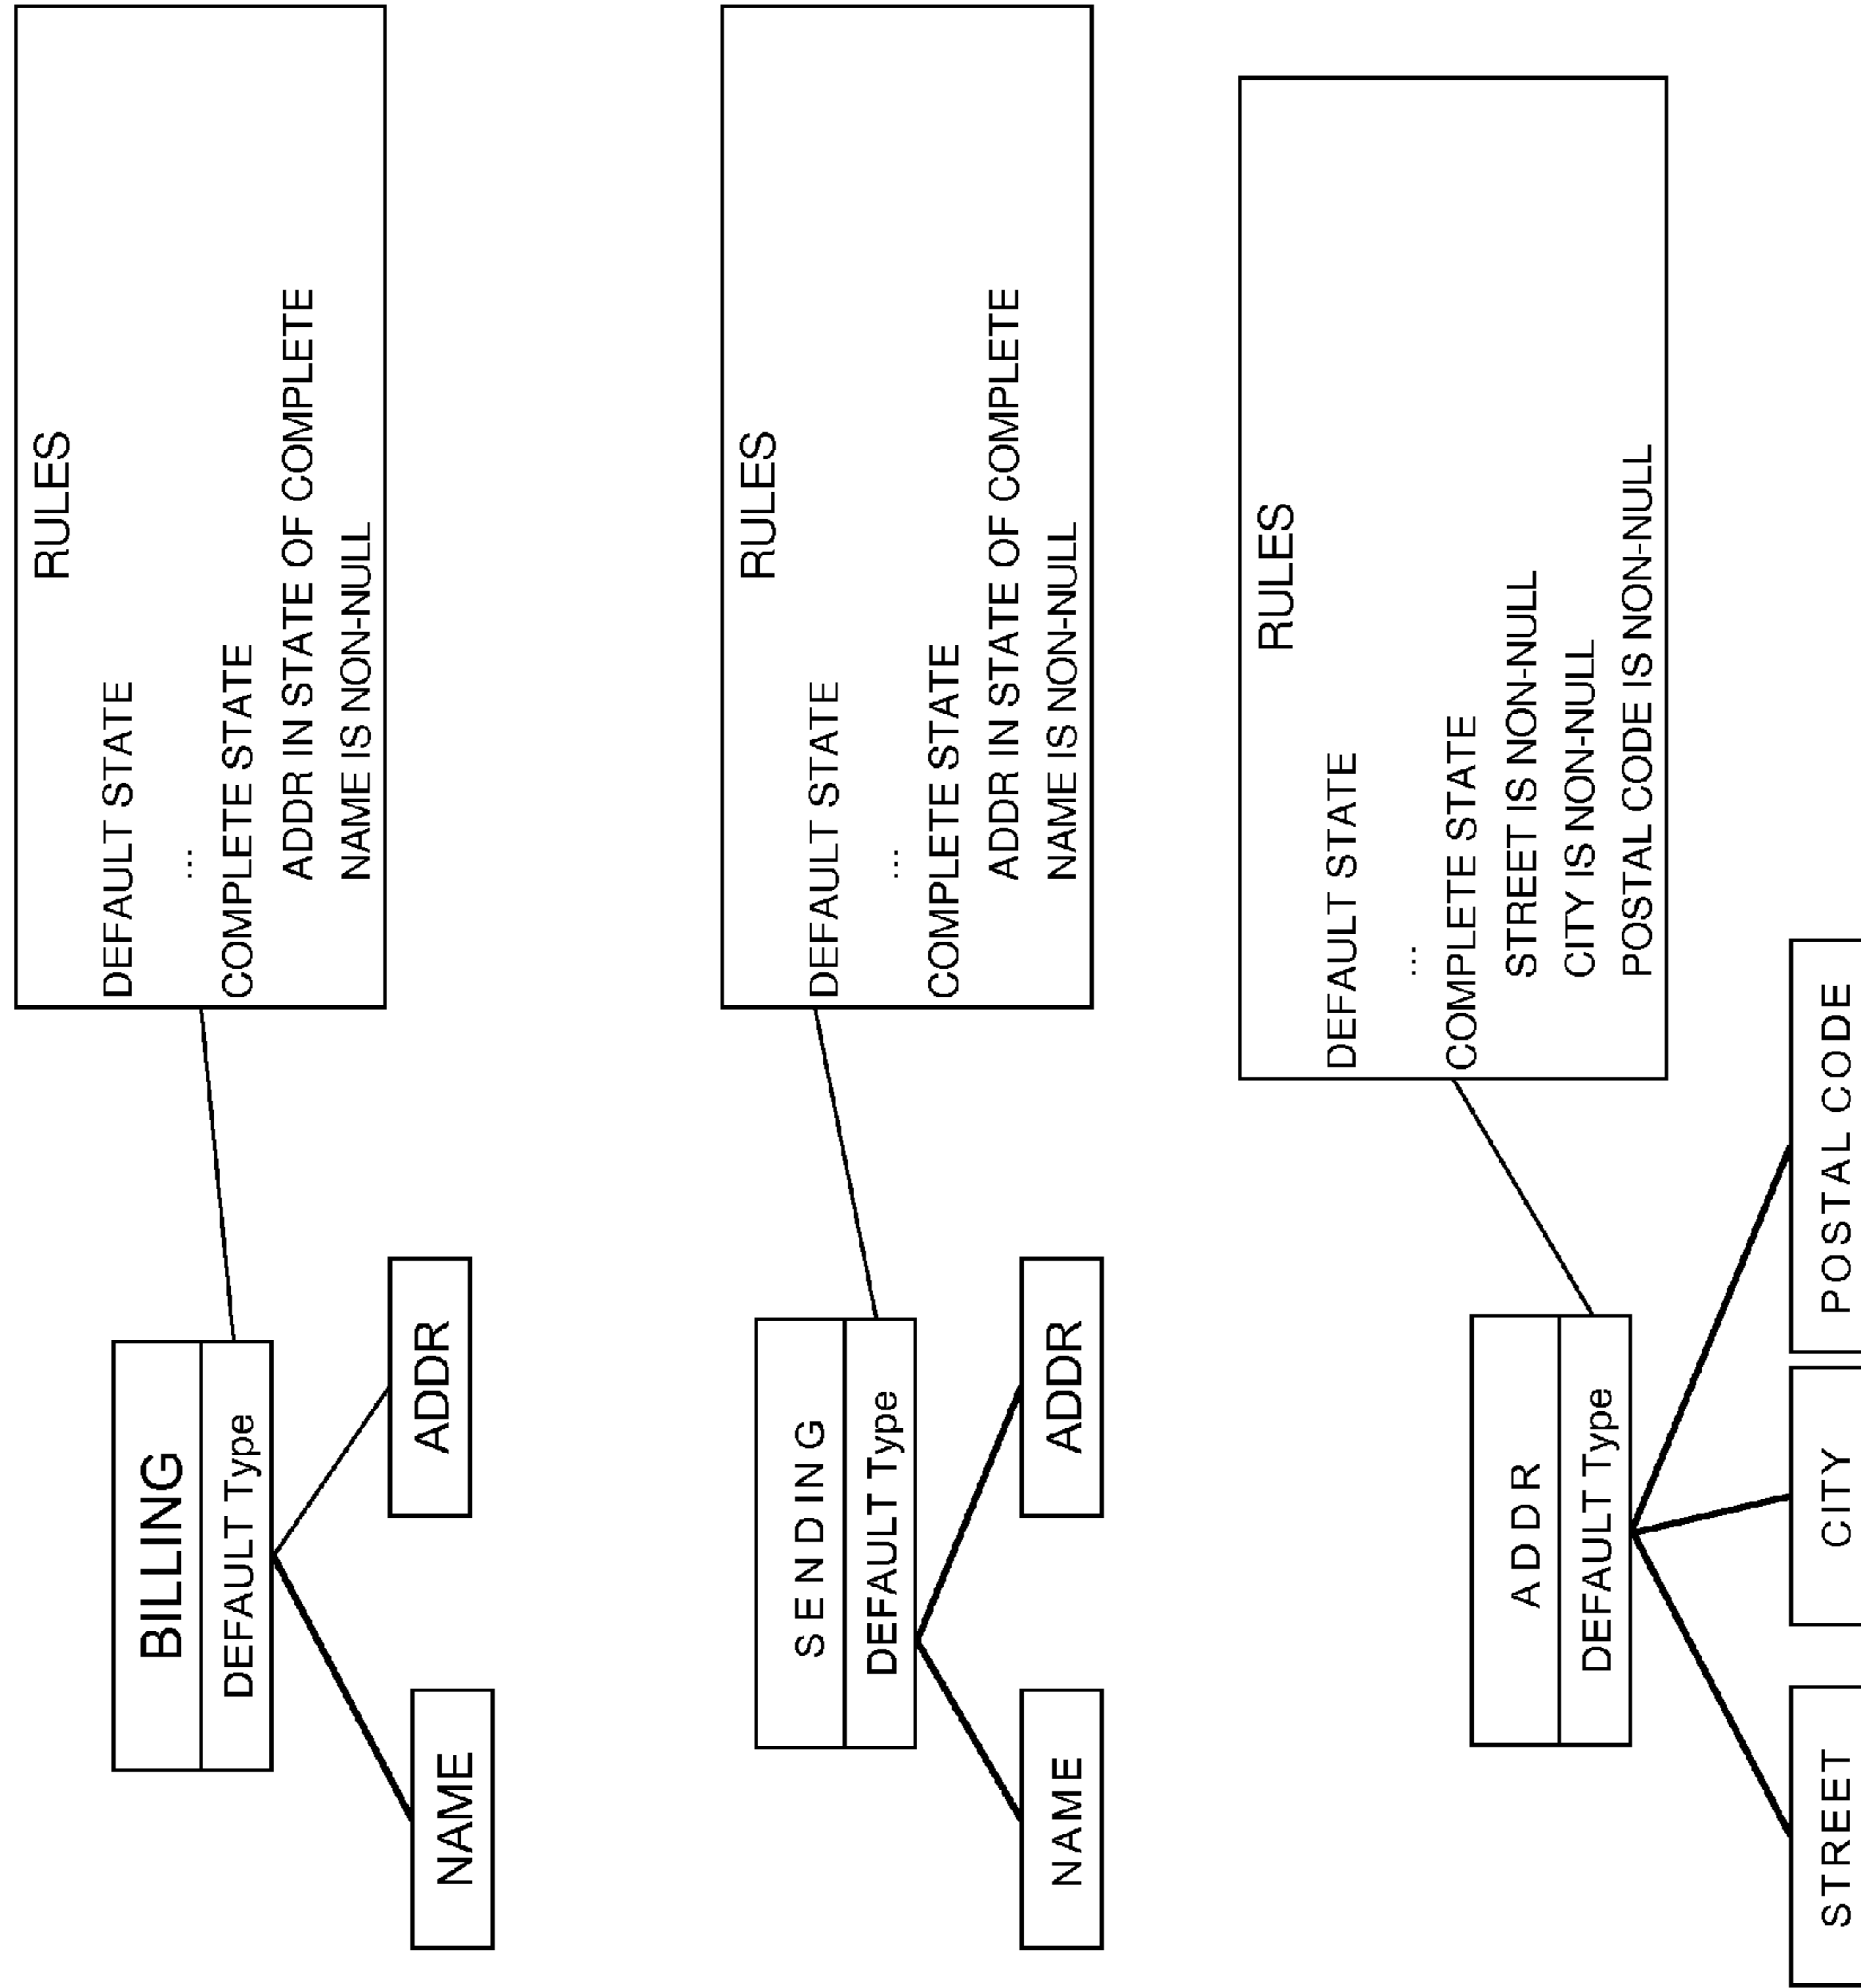 BILLING
DEFAULT Type
NAME
ADDR
RULES
DEFAULT STATE
...
COMPLETE STATE
ADDR IN STATE OF COMPLETE
NAME IS NON-NULL
SENDING
DEFAULT Type
NAME
ADDR
RULES
DEFAULT STATE
...
COMPLETE STATE
ADDR IN STATE OF COMPLETE
NAME IS NON-NULL
ADDR
DEFAULT Type
STREET
CITY
POSTAL CODE
RULES
DEFAULT STATE
...
COMPLETE STATE
STREET IS NON-NULL
CITY IS NON-NULL
POSTAL CODE IS NON-NULL